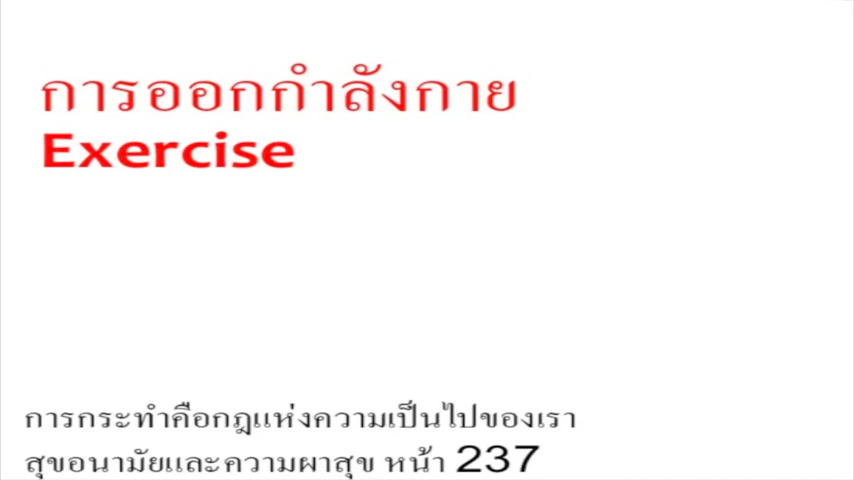 การออกกำลังกาย
Exercise
การกระทำคือกฎแห่งความเป็นไปของเรา
สุขอนามัยและความผาสุข หน้า 237